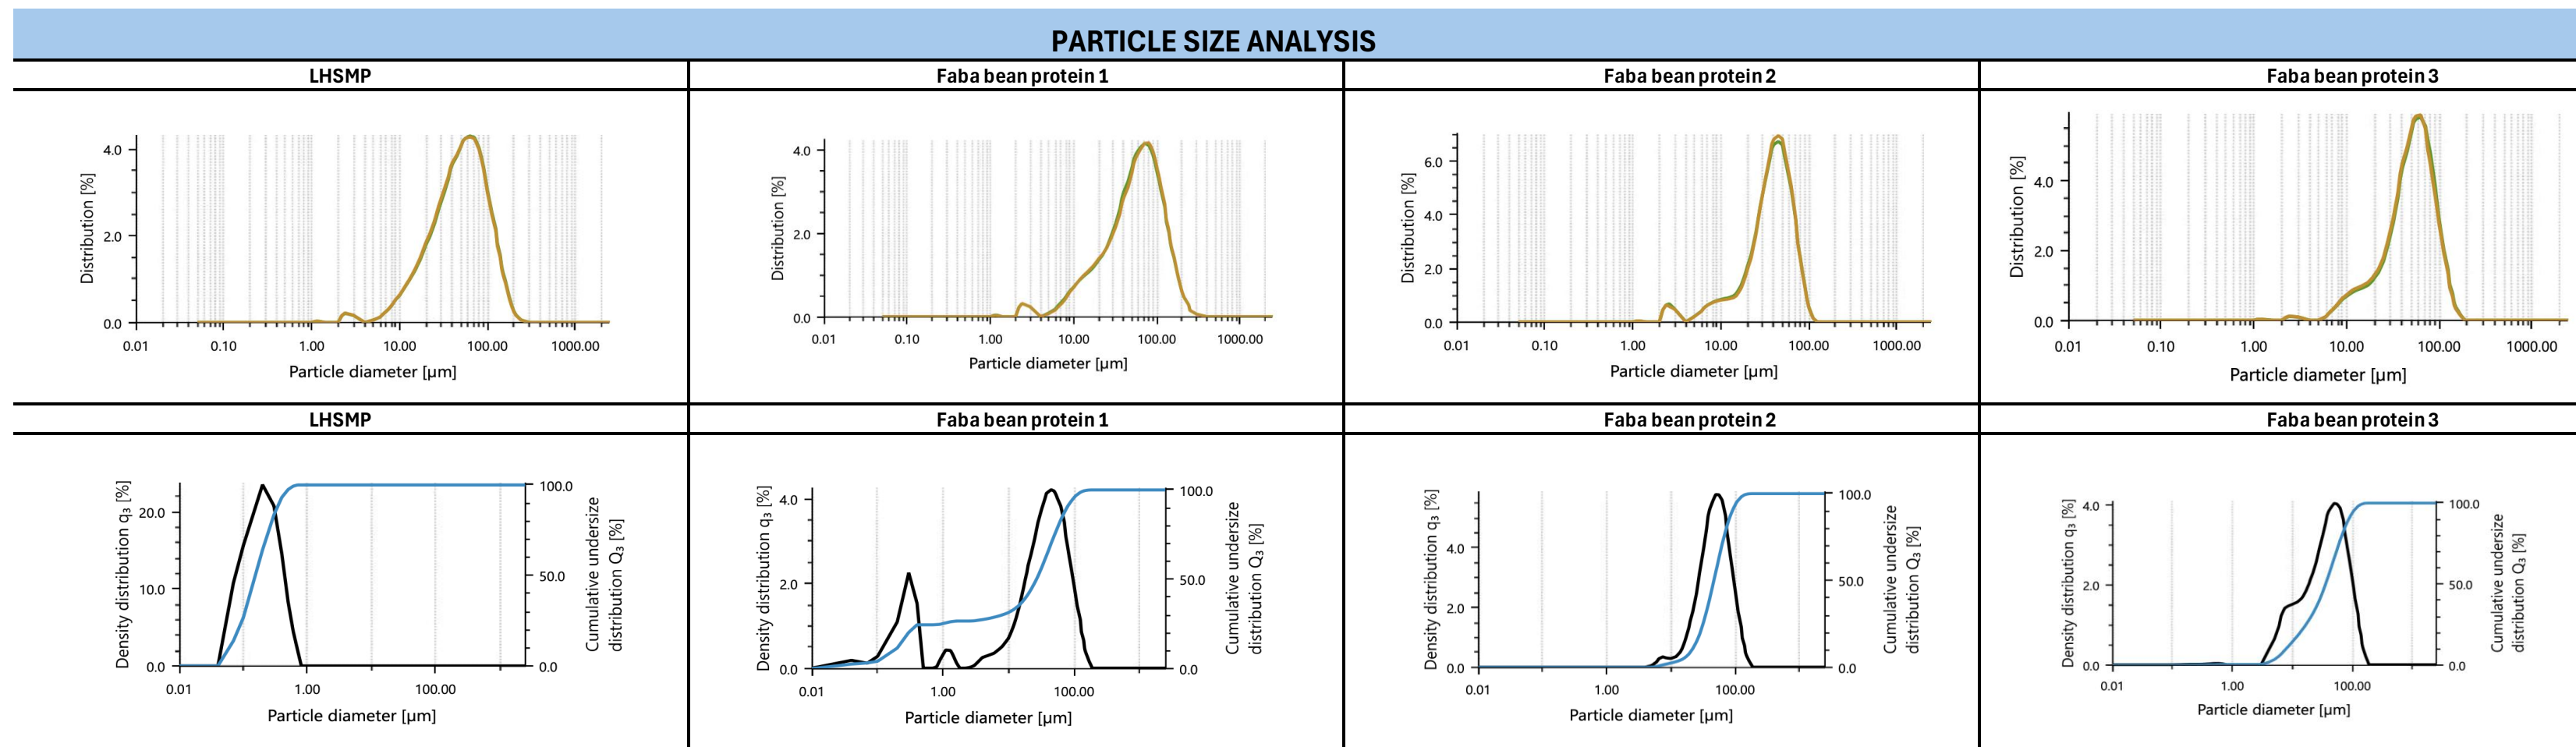 PARTICLE SIZE ANALYSIS
LHSMP
Faba bean protein 1
Faba bean protein 2
Faba bean protein 3
Distribution [%]
4.0
2.0
0.0
0.01 0.10 1.00 10.00 100.00 1000.00
Particle diameter [µm]
Distribution [%]
4.0
2.0
0.0
0.01 0.10 1.00 10.00 100.00 1000.00
Particle diameter [µm]
Distribution [%]
6.0
4.0
2.0
0.0
0.01 0.10 1.00 10.00 100.00 1000.00
Particle diameter [µm]
Distribution [%]
4.0
2.0
0.0
0.01 0.10 1.00 10.00 100.00 1000.00
Particle diameter [µm]
LHSMP
Faba bean protein 1
Faba bean protein 2
Faba bean protein 3
Density distribution q₃ [%]
20.0
10.0
0.0
100.0
50.0
0.0
Cumulative undersize
distribution Q₃ [%]
0.01 1.00 100.00
Particle diameter [µm]
Density distribution q₃ [%]
4.0
2.0
0.0
100.0
50.0
0.0
Cumulative undersize
distribution Q₃ [%]
0.01 1.00 100.00
Particle diameter [µm]
Density distribution q₃ [%]
4.0
2.0
0.0
100.0
50.0
0.0
Cumulative undersize
distribution Q₃ [%]
0.01 1.00 100.00
Particle diameter [µm]
Density distribution q₃ [%]
4.0
2.0
0.0
100.0
50.0
0.0
Cumulative undersize
distribution Q₃ [%]
0.01 1.00 100.00
Particle diameter [µm]